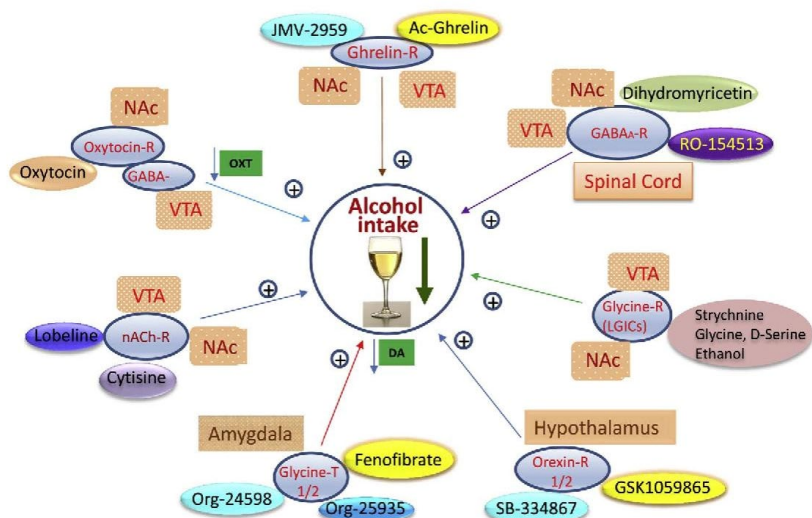 JMV-2959
Ac-Ghrelin
Ghrelin-R
NAc
VTA
NAc
Oxytocin-R
Oxytocin
GABA-
VTA
OXT
+
+
NAc
Dihydromyricetin
VTA
GABAA-R
RO-154513
Spinal Cord
+
Alcohol
intake
VTA
Lobeline
nACh-R
NAc
Cytisine
+
VTA
Glycine-R
(LGICs)
NAc
Strychnine
Glycine, D-Serine
Ethanol
+
DA
+
+
Amygdala
Glycine-T
1/2
Fenofibrate
Org-24598
Org-25935
Hypothalamus
Orexin-R
1/2
GSK1059865
SB-334867